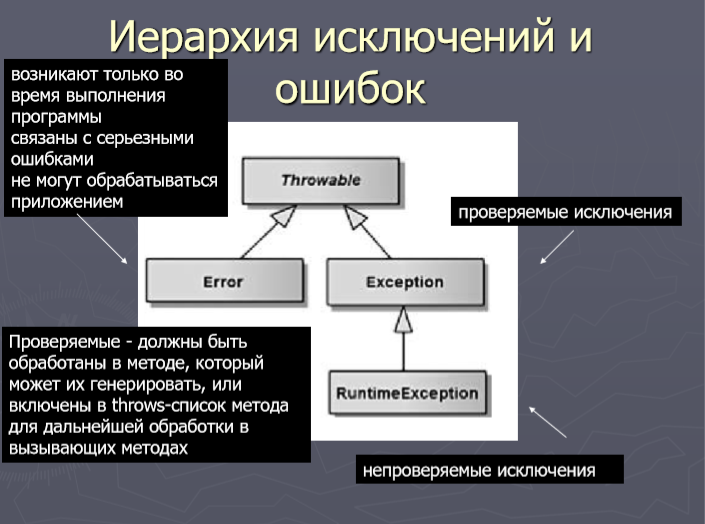 Иерархия исключений и
ошибок
возникают только во
время выполнения
программы
связаны с серьезными
ошибками
не могут обрабатываться
приложением
Throwable
проверяемые исключения
Error
Exception
Проверяемые - должны быть
обработаны в методе, который
может их генерировать, или
включены в throws-список метода
для дальнейшей обработки в
вызывающих методах
RuntimeException
непроверяемые исключения